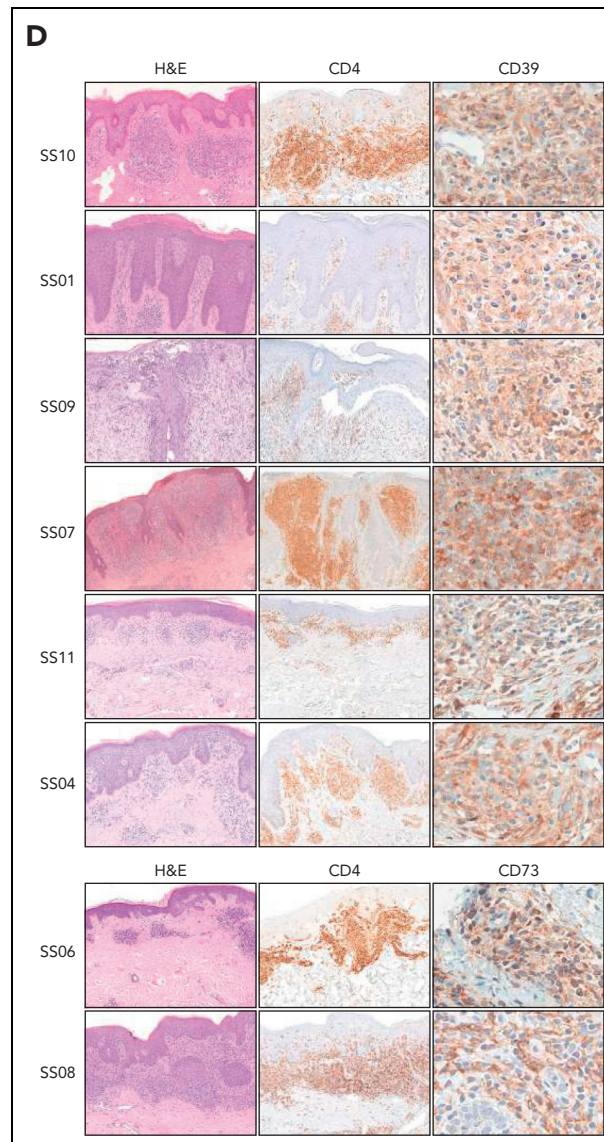 D
H&E CD4 CD39
SS10
SS01
SS09
SS07
SS11
SS04
H&E CD4 CD73
SS06
SS08